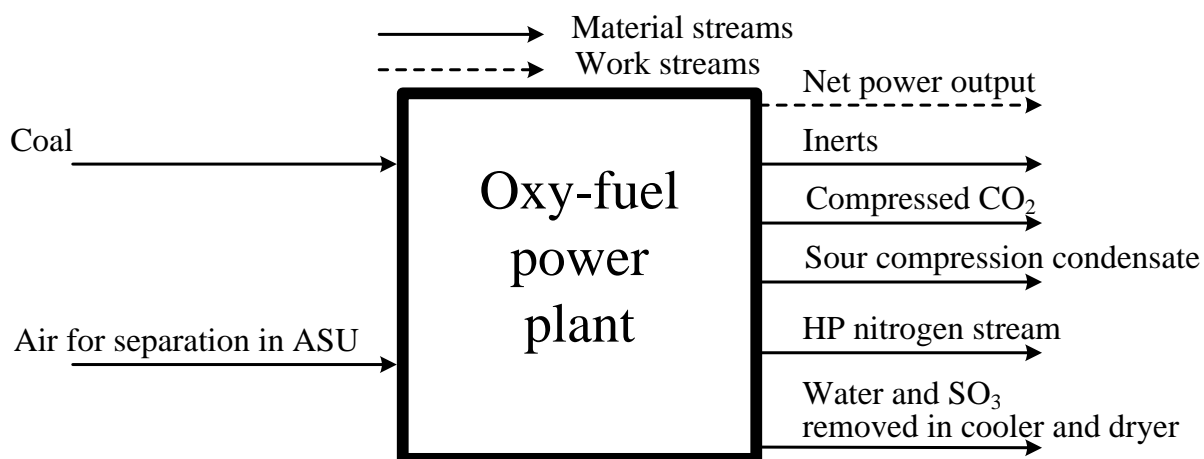 Material streams
Work streams
Net power output
Coal
Inerts
Oxy-fuel
power
plant
Compressed CO₂
Sour compression condensate
Air for separation in ASU
HP nitrogen stream
Water and SO₃
removed in cooler and dryer